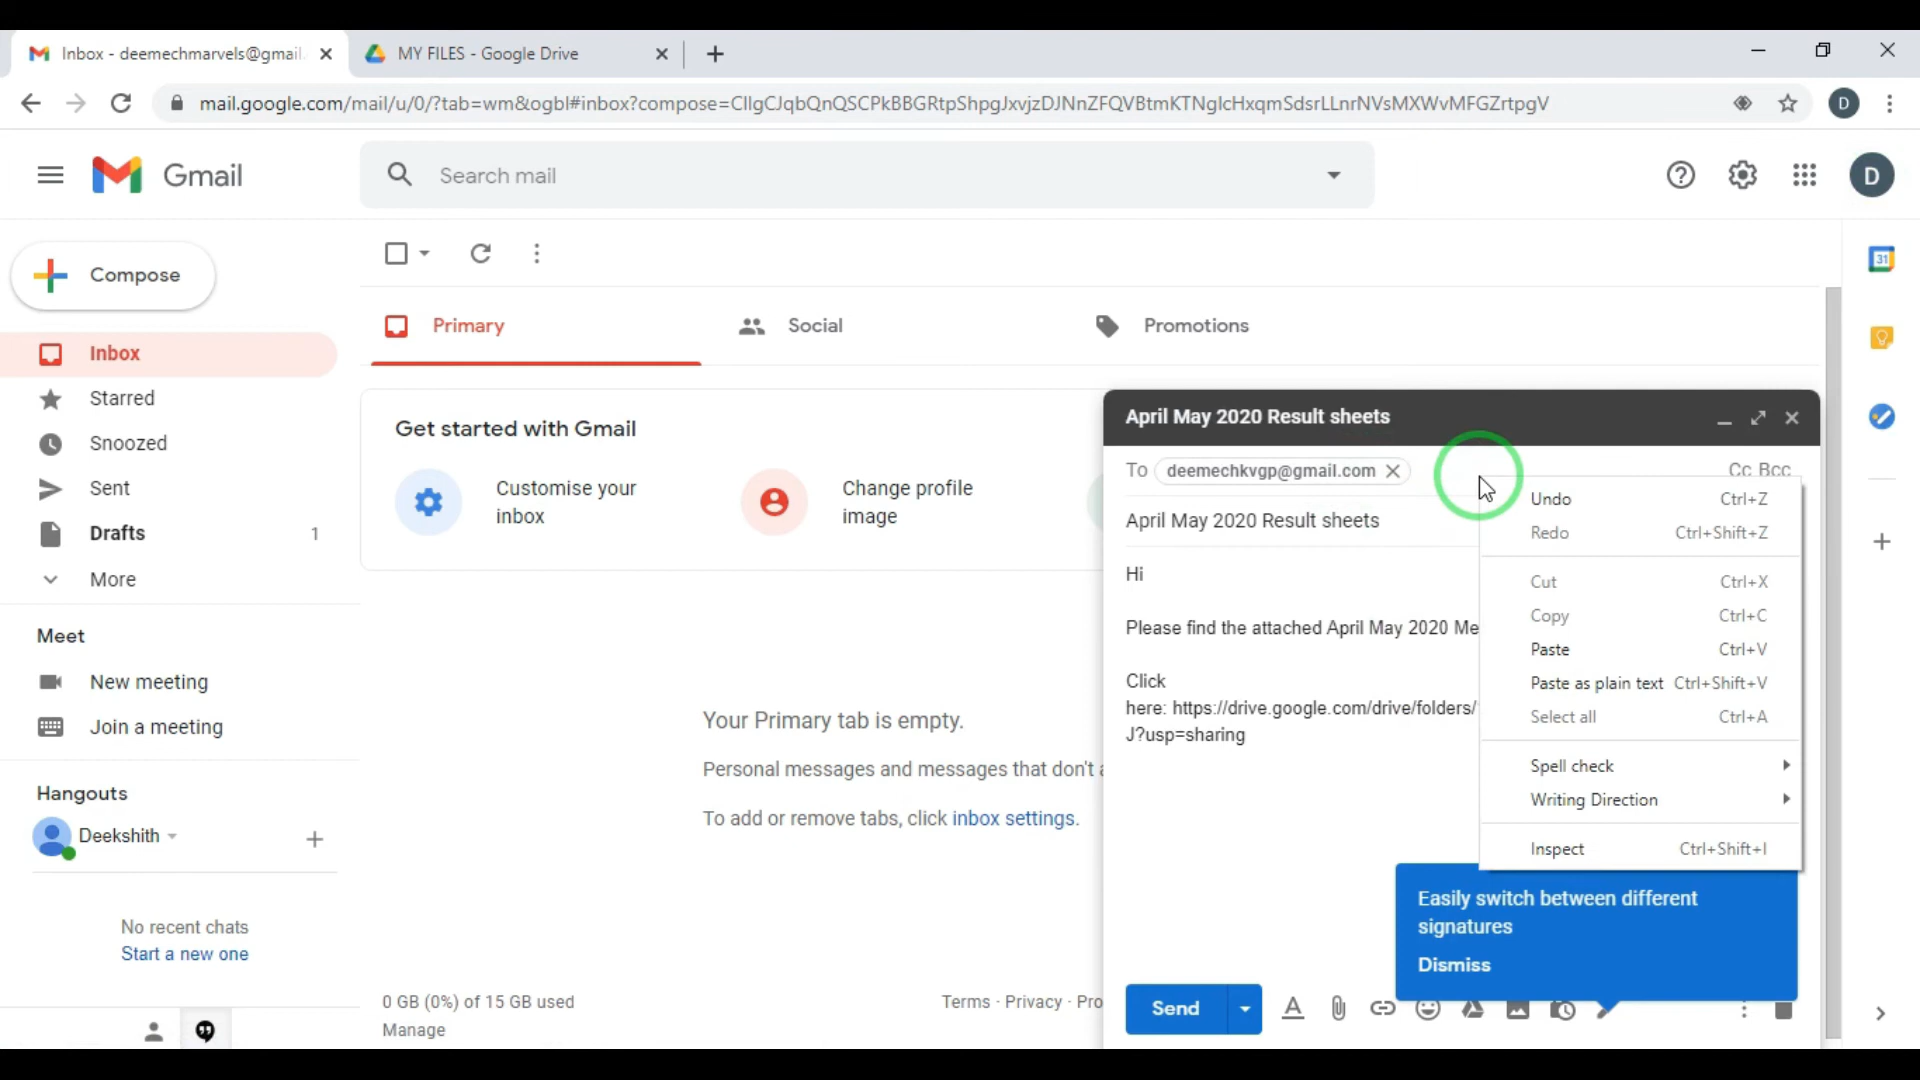 Inbox - deemechmarvels@gmail.
MY FILES - Google Drive
mail.google.com/mail/u/0/?tab=wm&ogbl#inbox?compose=CllgCJqbQnQSCPkBBGRtpShpgJxvjzDJNnZFQVBtmKTNglcHxqmSdsrLLnrNVsMXWvMFGZrtpgV
D
Gmail
Search mail
D
Compose
Primary
Social
Promotions
31
Inbox
Starred
Snoozed
Sent
Drafts 1
More
Get started with Gmail
Customise your
inbox
Change profile
image
April May 2020 Result sheets
To deemechkvgp@gmail.com
Cc Bcc
April May 2020 Result sheets
Hi
Please find the attached April May 2020 Me
Click
here: https://drive.google.com/drive/folders/
J?usp=sharing
Undo Ctrl+Z
Redo Ctrl+Shift+Z
Cut Ctrl+X
Copy Ctrl+C
Paste Ctrl+V
Paste as plain text Ctrl+Shift+V
Select all Ctrl+A
Spell check
Writing Direction
Inspect Ctrl+Shift+I
Easily switch between different
signatures
Dismiss
Send
Meet
New meeting
Join a meeting
Your Primary tab is empty.
Personal messages and messages that don't a
To add or remove tabs, click inbox settings.
Hangouts
Deekshith
No recent chats
Start a new one
0 GB (0%) of 15 GB used
Manage
Terms · Privacy · Pro